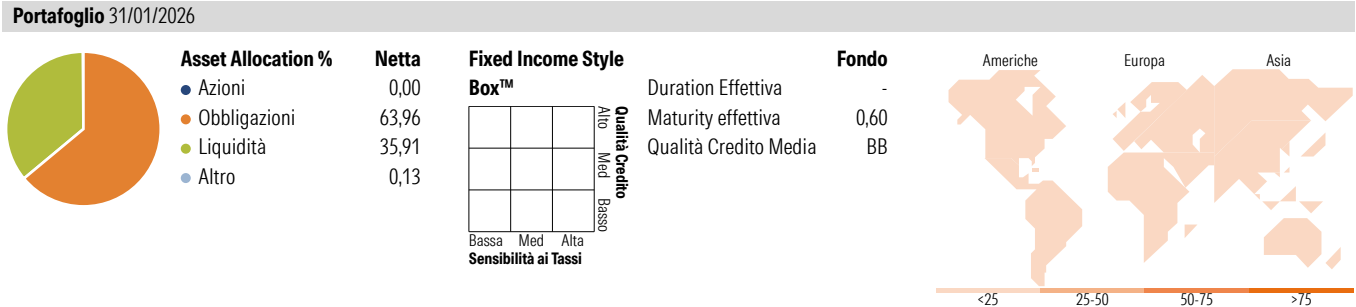 Portafoglio 31/01/2026
Asset Allocation % Netta
Azioni 0,00
Obbligazioni 63,96
Liquidità 35,91
Altro 0,13
Fixed Income Style
Box™
Alto
Med
Basso
Qualità Credito
Bassa Med Alta
Sensibilità ai Tassi
Fondo
Duration Effettiva -
Maturity effettiva 0,60
Qualità Credito Media BB
Americhe Europa Asia
<25 25-50 50-75 >75